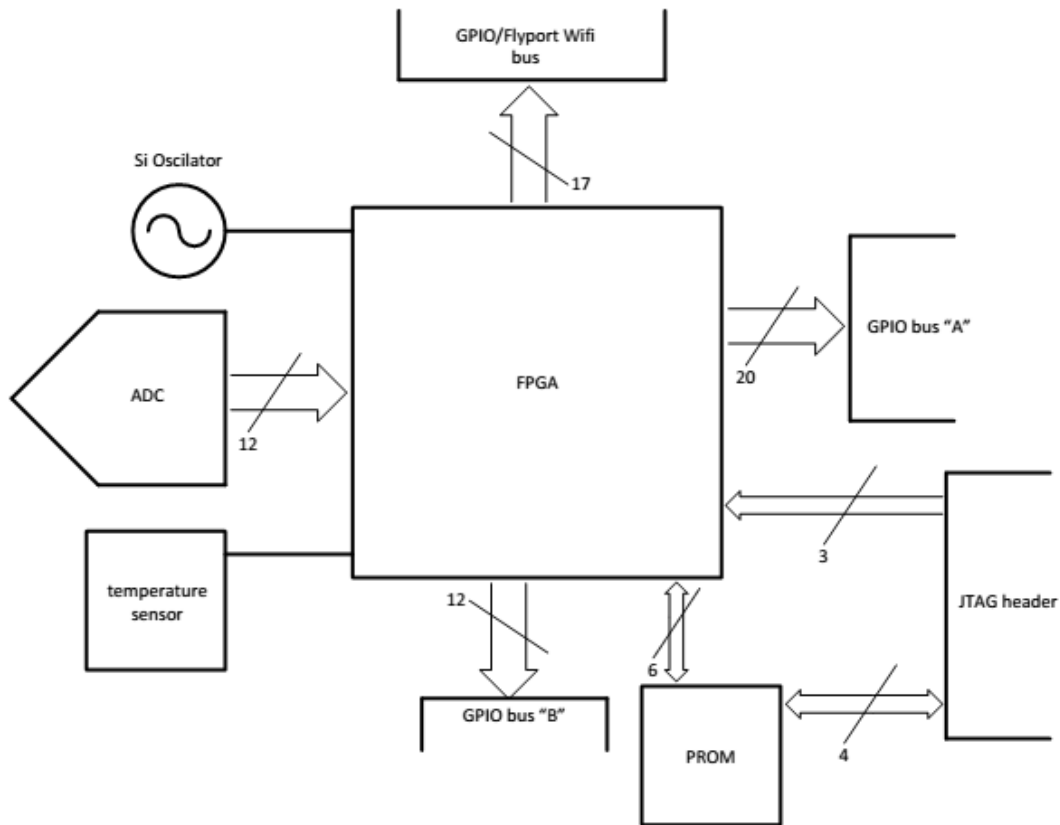 GPIO/Flyport Wifi
bus
17
Si Oscilator
GPIO bus “A”
20
ADC
12
FPGA
3
JTAG header
temperature
sensor
12
GPIO bus “B”
6
PROM
4